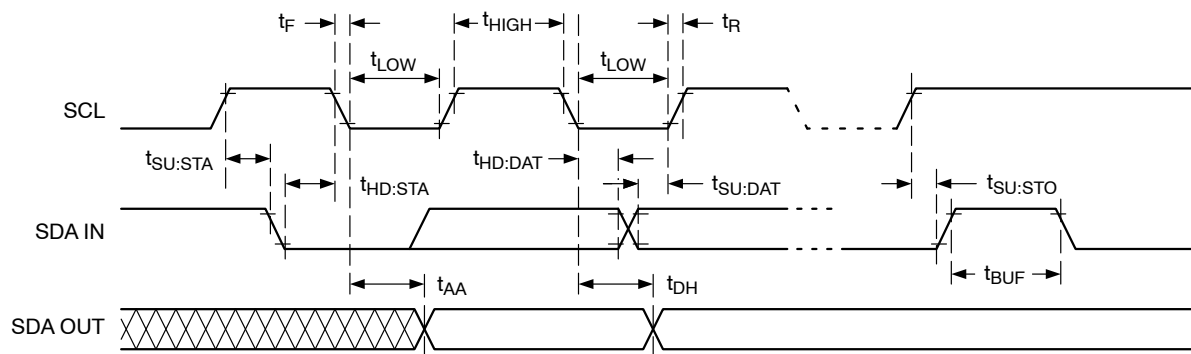 tF
tHIGH
tR
tLOW
tLOW
SCL
tSU:STA
tHD:DAT
tHD:STA
tSU:DAT
tSU:STO
SDA IN
tAA
tDH
tBUF
SDA OUT